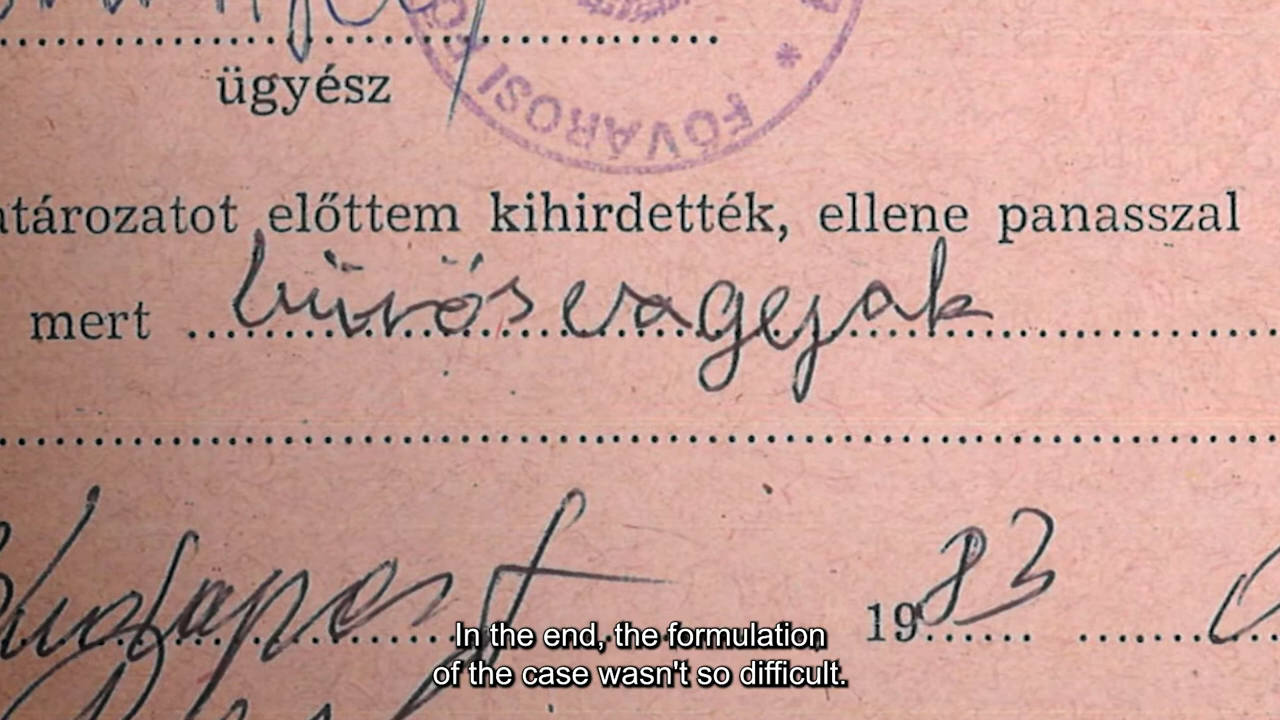 ügyész
FŐVÁROSI
határozatot előttem kihirdették, ellene panasszal
mert bűnös vagyok
Budapest 1983
In the end, the formulation
of the case wasn't so difficult.